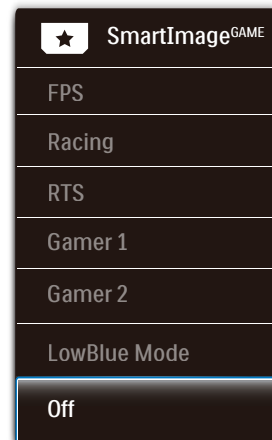 SmartImageGAME
FPS
Racing
RTS
Gamer 1
Gamer 2
LowBlue Mode
Off